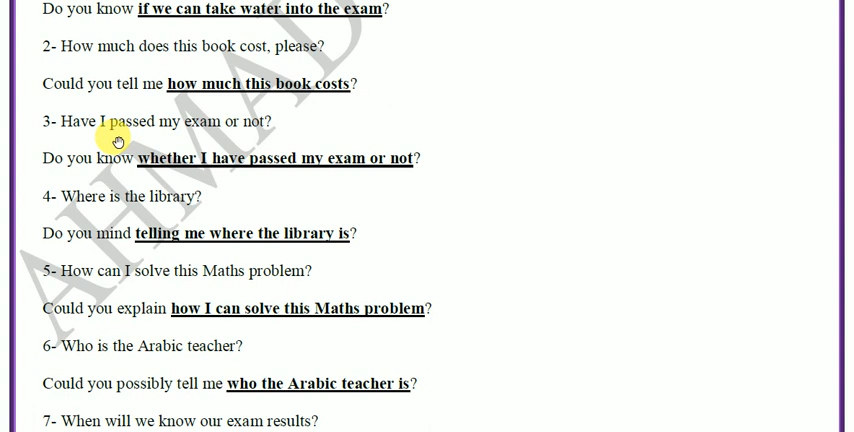 Do you know if we can take water into the exam?
2- How much does this book cost, please?
Could you tell me how much this book costs?
3- Have I passed my exam or not?
Do you know whether I have passed my exam or not?
4- Where is the library?
Do you mind telling me where the library is?
5- How can I solve this Maths problem?
Could you explain how I can solve this Maths problem?
6- Who is the Arabic teacher?
Could you possibly tell me who the Arabic teacher is?
7- When will we know our exam results?
AHMAD